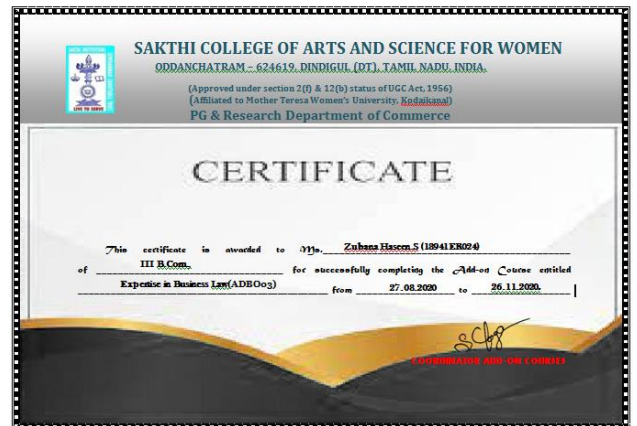 SAKTHI COLLEGE OF ARTS AND SCIENCE FOR WOMEN
ODDANCHATRAM – 624619, DINDIGUL (DT), TAMIL NADU, INDIA.
(Approved under section 2(f) & 12(b) status of UGC Act, 1956)
(Affiliated to Mother Teresa Women's University, Kodaikanal)
PG & Research Department of Commerce
LIVE TO SERVE
CERTIFICATE
This certificate is awarded to Ms. Zubana Haseen.S (18941ER024)
of III B.Com., for successfully completing the Add-on Course entitled
Expertise in Business Law(ADBO03) from 27.08.2020 to 26.11.2020.
COORDINATOR ADD-ON COURSES